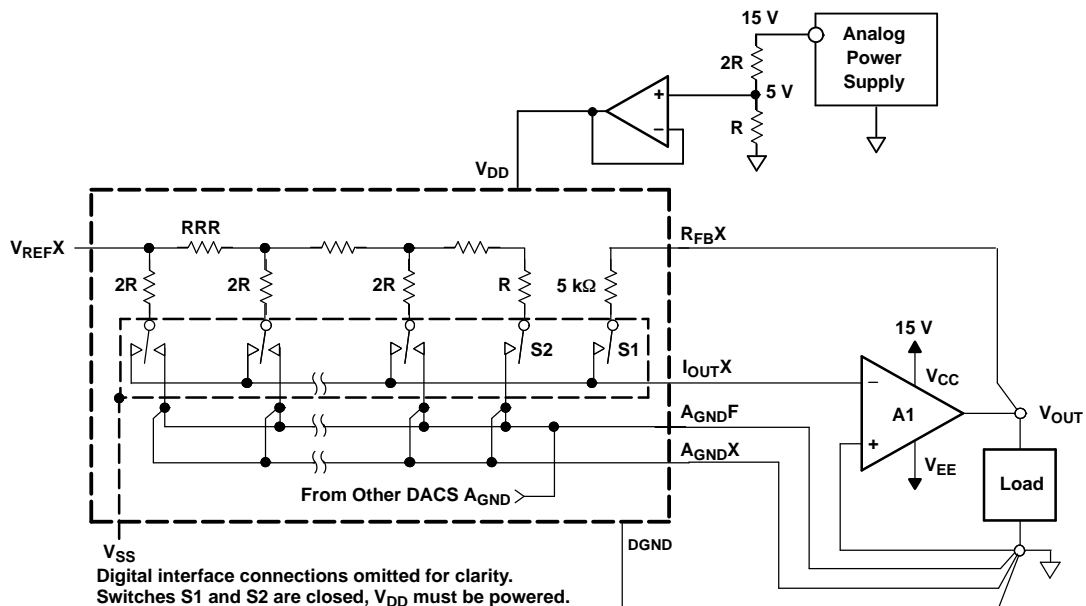 15 V
Analog
Power
Supply
2R
5 V
R
+
−
VDD
RRR
VREFX
RFBX
2R
2R
2R
R
5 kΩ
S2
S1
15 V
IOUTX
−
VCC
A1
VOUT
AGNDF
+
VEE
AGNDX
Load
From Other DACS AGND
VSS
DGND
Digital interface connections omitted for clarity.
Switches S1 and S2 are closed, VDD must be powered.